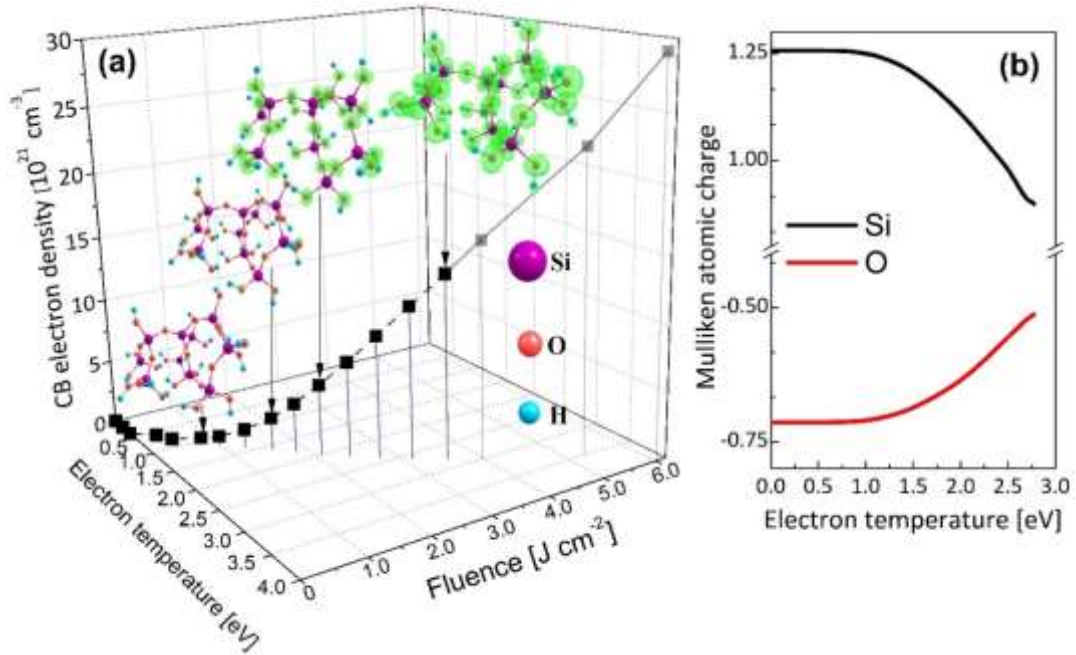 (a)
30
25
20
15
10
5
0
CB electron density [10²¹ cm⁻³]
0.5
1.0
1.5
2.0
2.5
3.0
3.5
4.0
Electron temperature [eV]
0
1.0
2.0
3.0
4.0
5.0
6.0
Fluence [J cm⁻²]
Si
O
H
(b)
1.25
1.00
-0.50
-0.75
Mulliken atomic charge
Si
O
0.0 0.5 1.0 1.5 2.0 2.5 3.0
Electron temperature [eV]